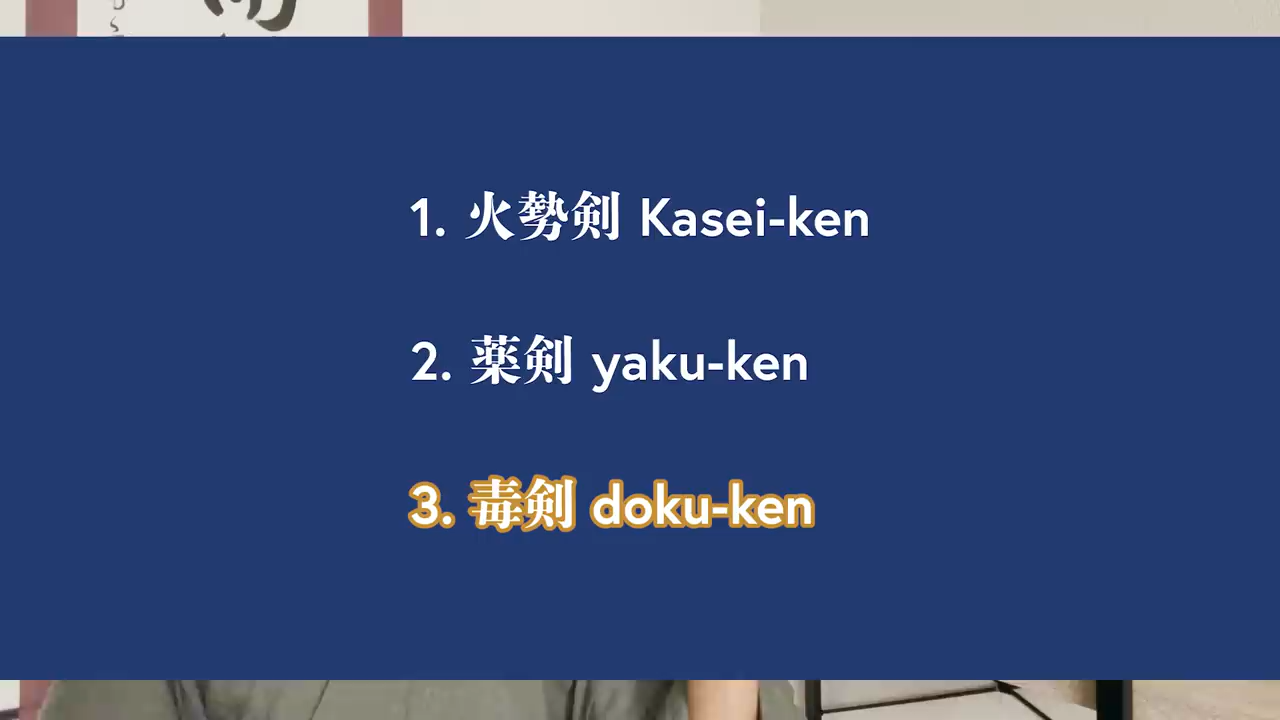 1. 火勢剣 Kasei-ken
2. 薬剣 yaku-ken
3. 毒剣 doku-ken